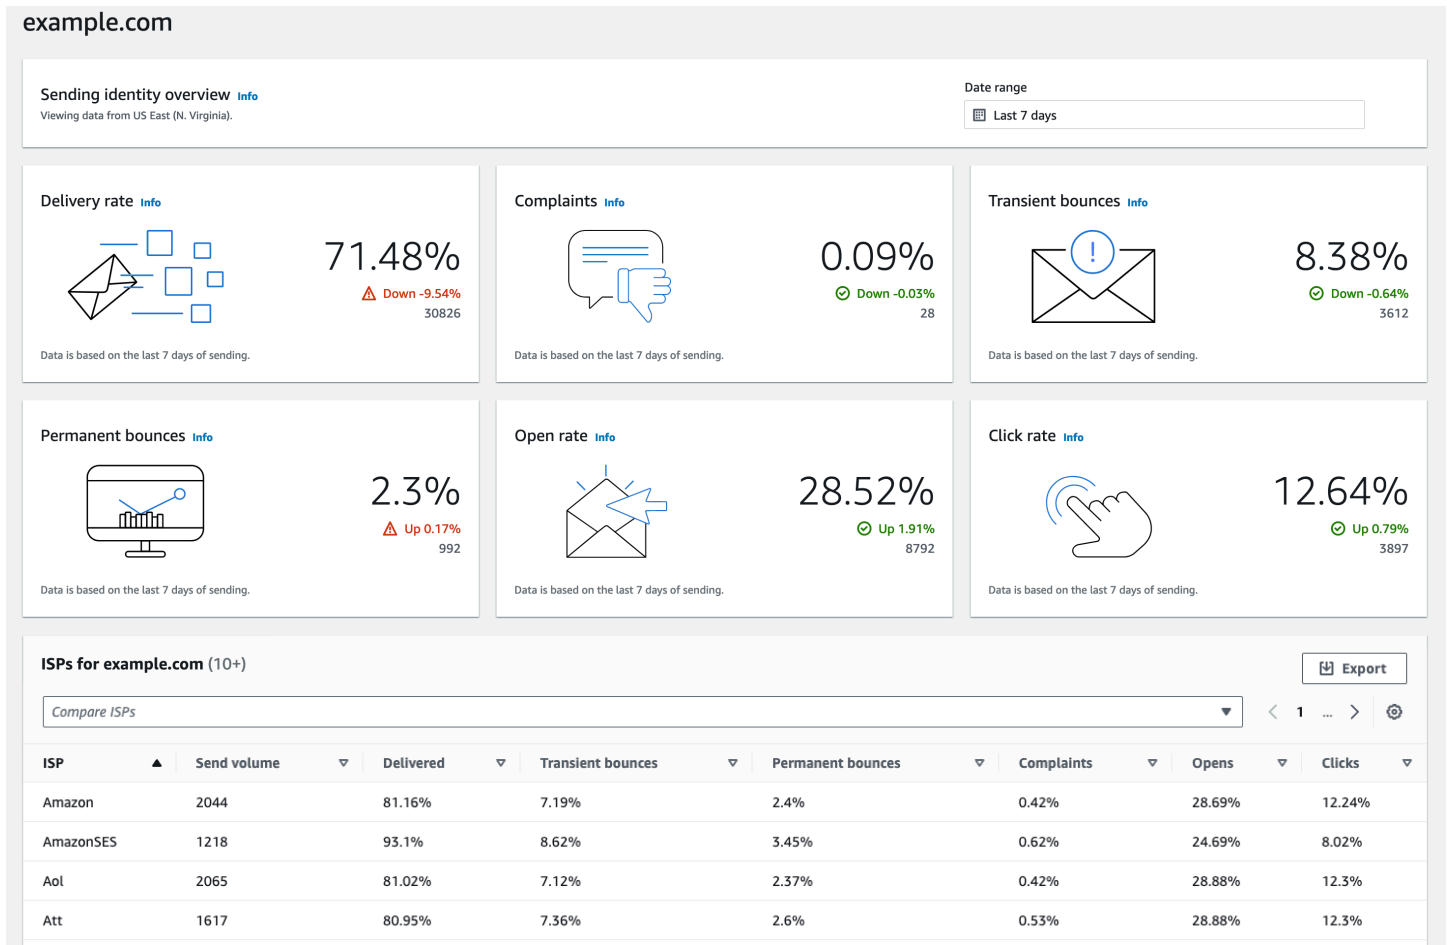 example.com
Sending identity overview Info
Viewing data from US East (N. Virginia).
Date range
Last 7 days
Delivery rate Info
71.48%
Down -9.54%
30826
Data is based on the last 7 days of sending.
Complaints Info
0.09%
Down -0.03%
28
Data is based on the last 7 days of sending.
Transient bounces Info
!
8.38%
Down -0.64%
3612
Data is based on the last 7 days of sending.
Permanent bounces Info
2.3%
Up 0.17%
992
Data is based on the last 7 days of sending.
Open rate Info
28.52%
Up 1.91%
8792
Data is based on the last 7 days of sending.
Click rate Info
12.64%
Up 0.79%
3897
Data is based on the last 7 days of sending.
ISPs for example.com (10+)
Export
Compare ISPs
1 ...
ISP Send volume Delivered Transient bounces Permanent bounces Complaints Opens Clicks
Amazon 2044 81.16% 7.19% 2.4% 0.42% 28.69% 12.24%
AmazonSES 1218 93.1% 8.62% 3.45% 0.62% 24.69% 8.02%
Aol 2065 81.02% 7.12% 2.37% 0.42% 28.88% 12.3%
Att 1617 80.95% 7.36% 2.6% 0.53% 28.88% 12.3%